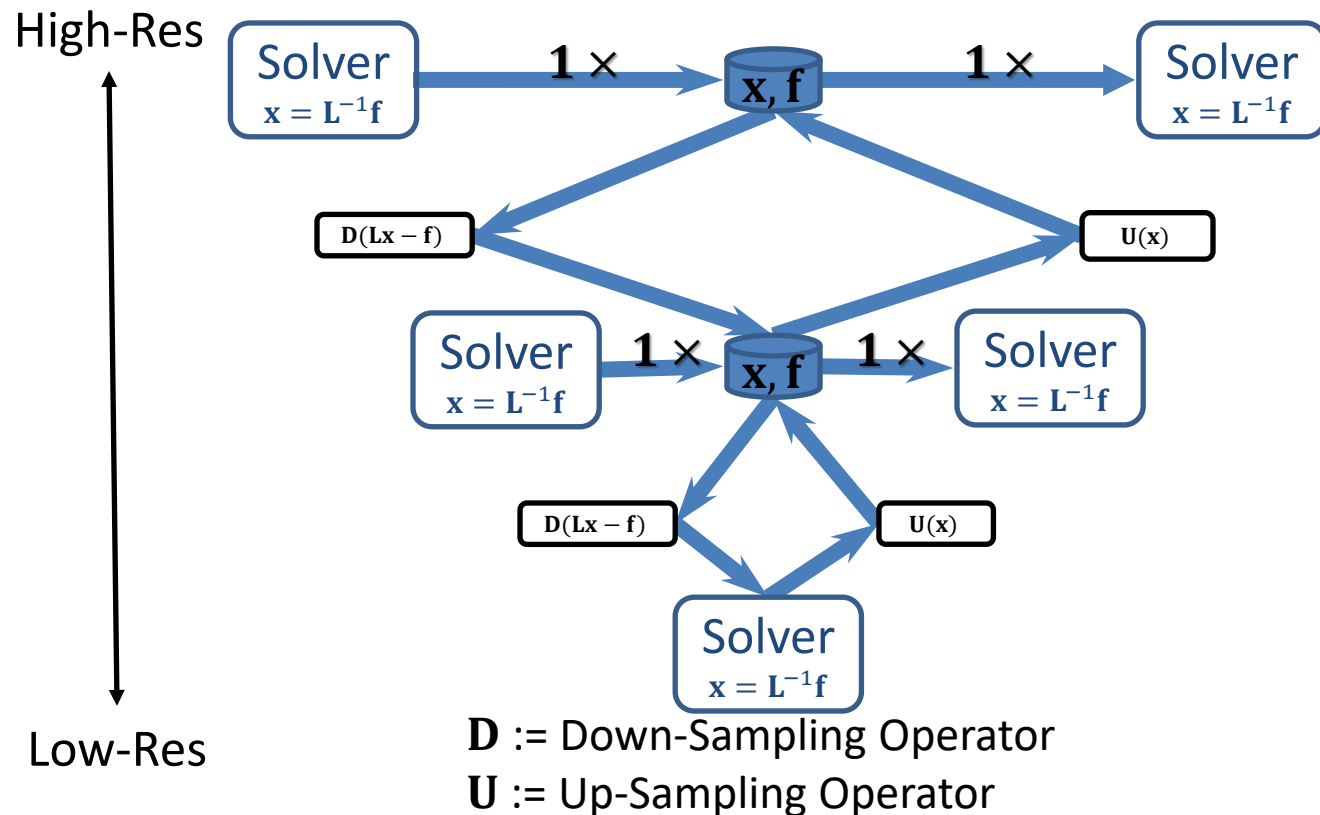 High-Res
Solver
x = L⁻¹f
1 ×
x, f
1 ×
Solver
x = L⁻¹f
D(Lx − f)
U(x)
Solver
x = L⁻¹f
1 ×
x, f
1 ×
Solver
x = L⁻¹f
D(Lx − f)
U(x)
Solver
x = L⁻¹f
Low-Res
D := Down-Sampling Operator
U := Up-Sampling Operator